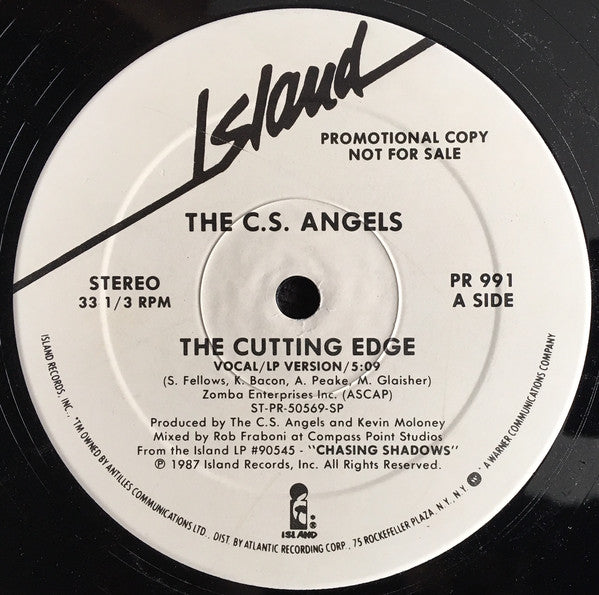 Island
PROMOTIONAL COPY
NOT FOR SALE
THE C.S. ANGELS
STEREO
33 1/3 RPM
PR 991
A SIDE
THE CUTTING EDGE
VOCAL/LP VERSION/5:09
(S. Fellows, K. Bacon, A. Peake, M. Glaisher)
Zomba Enterprises Inc. (ASCAP)
ST-PR-50569-SP
Produced by The C.S. Angels and Kevin Moloney
Mixed by Rob Fraboni at Compass Point Studios
From the Island LP #90545 - "CHASING SHADOWS"
℗ 1987 Island Records, Inc. All Rights Reserved.
ISLAND
ISLAND RECORDS, INC. . *TM OWNED BY ANTILLES COMMUNICATIONS LTD. . DIST. BY ATLANTIC RECORDING CORP . 75 ROCKEFELLER PLAZA, N.Y., N.Y. . A WARNER COMMUNICATIONS COMPANY